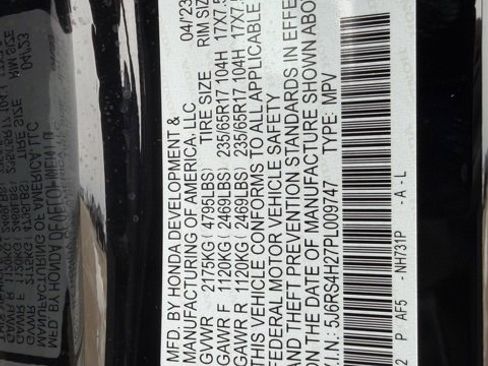 MFD. BY HONDA DEVELOPMENT &
MANUFACTURING OF AMERICA, LLC 04/'23
GVWR 2175KG( 4795LBS) TIRE SIZE RIM SIZE
GAWR F 1120KG( 2469LBS) 235/65R17 104H 17X7.5
GAWR R 1120KG( 2469LBS) 235/65R17 104H 17X7.5
THIS VEHICLE CONFORMS TO ALL APPLICABLE
FEDERAL MOTOR VEHICLE SAFETY
AND THEFT PREVENTION STANDARDS IN EFFE
ON THE DATE OF MANUFACTURE SHOWN ABOV
V.I.N: 5J6RS4H27PL009747 TYPE: MPV
2 P AF5 -NH731P -A -L